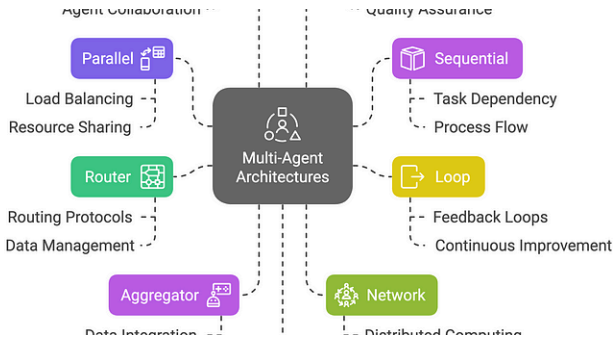 Agent Collaboration
Quality Assurance
Parallel
Sequential
Load Balancing
Task Dependency
Resource Sharing
Process Flow
Multi-Agent
Architectures
Router
Loop
Routing Protocols
Feedback Loops
Data Management
Continuous Improvement
Aggregator
Network
Data Integration
Distributed Computing